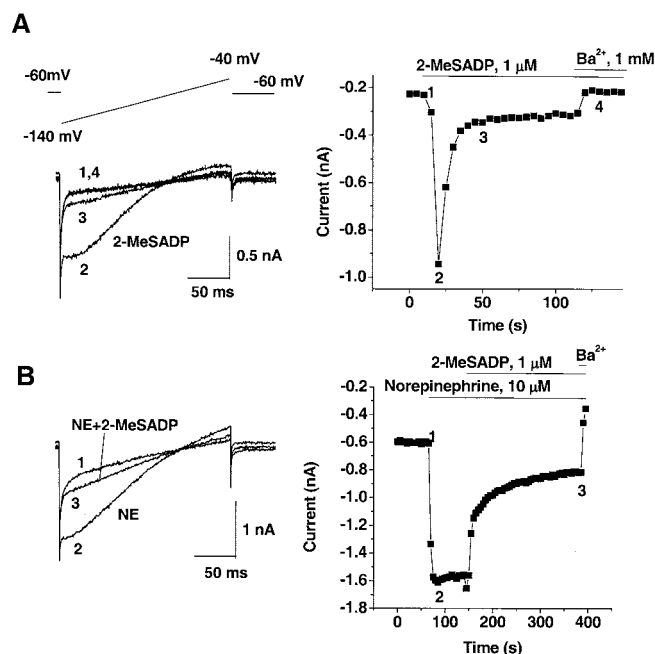 A
-40 mV
-60mV
-60 mV
-140 mV
1,4
3
2-MeSADP
2
0.5 nA
50 ms
2-MeSADP, 1 µM
Ba2+, 1 mM
-0.2
-0.4
-0.6
-0.8
-1.0
Current (nA)
1
3
4
2
0
50
100
Time (s)
B
NE+2-MeSADP
1
3
NE
2
1 nA
50 ms
2-MeSADP, 1 µM
Ba2+
Norepinephrine, 10 µM
-0.2
-0.4
-0.6
-0.8
-1.0
-1.2
-1.4
-1.6
-1.8
Current (nA)
1
3
2
0
100
200
300
400
Time (s)